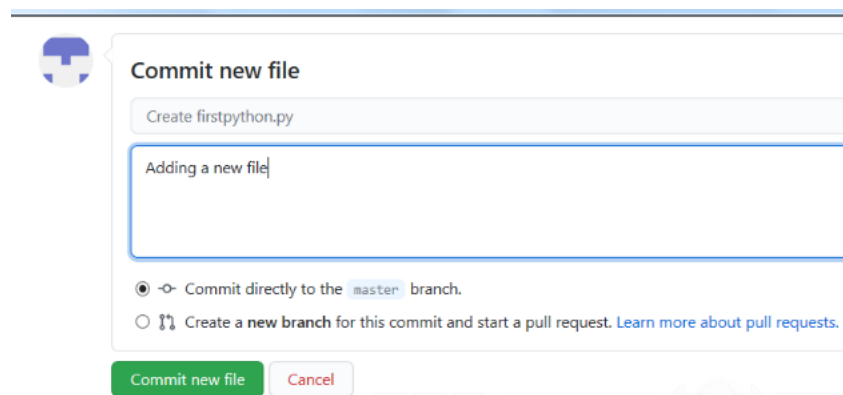 Commit new file
Create firstpython.py
Adding a new file
Commit directly to the master branch.
Create a new branch for this commit and start a pull request. Learn more about pull requests.
Commit new file Cancel